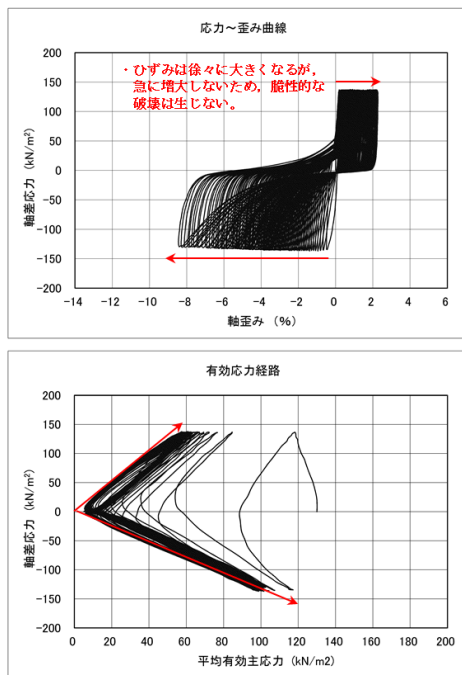 応力～歪み曲線
・ひずみは徐々に大きくなるが，
急に増大しないため，脆性的な
破壊は生じない。
軸差応力 （kN/m²）
200
150
100
50
0
-50
-100
-150
-200
-14 -12 -10 -8 -6 -4 -2 0 2 4 6
軸歪み （%）
有効応力経路
軸差応力 （kN/m²）
200
150
100
50
0
-50
-100
-150
-200
0 20 40 60 80 100 120 140 160 180 200
平均有効主応力 （kN/m2）